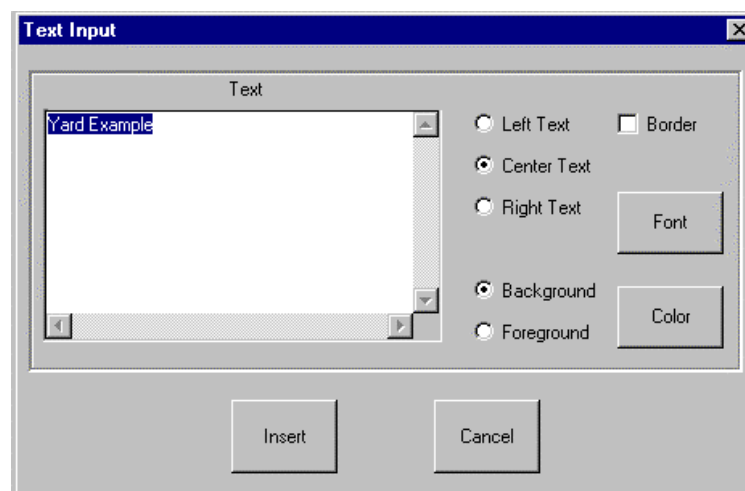 Text Input
Text
Yard Example
Left Text
Border
Center Text
Right Text
Font
Background
Color
Foreground
Insert
Cancel